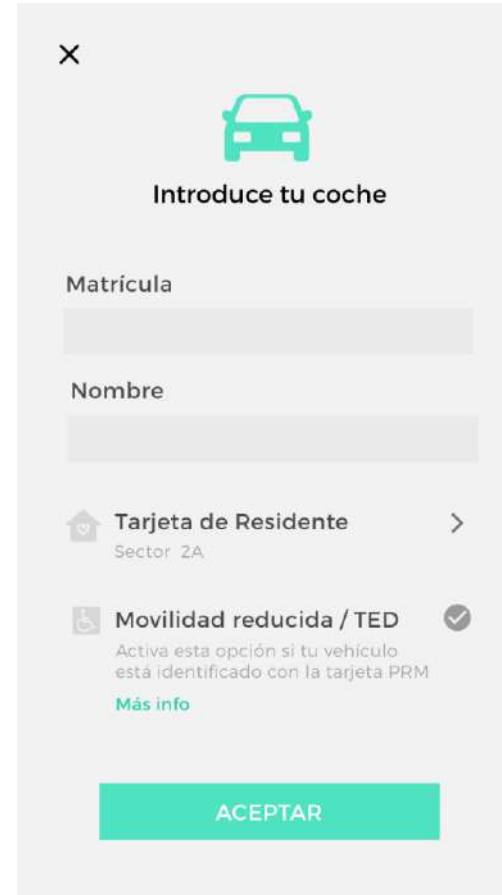 Introduce tu coche
Matrícula
Nombre
Tarjeta de Residente
Sector 2A
Movilidad reducida / TED
Activa esta opción si tu vehículo
está identificado con la tarjeta PRM
Más info
ACEPTAR